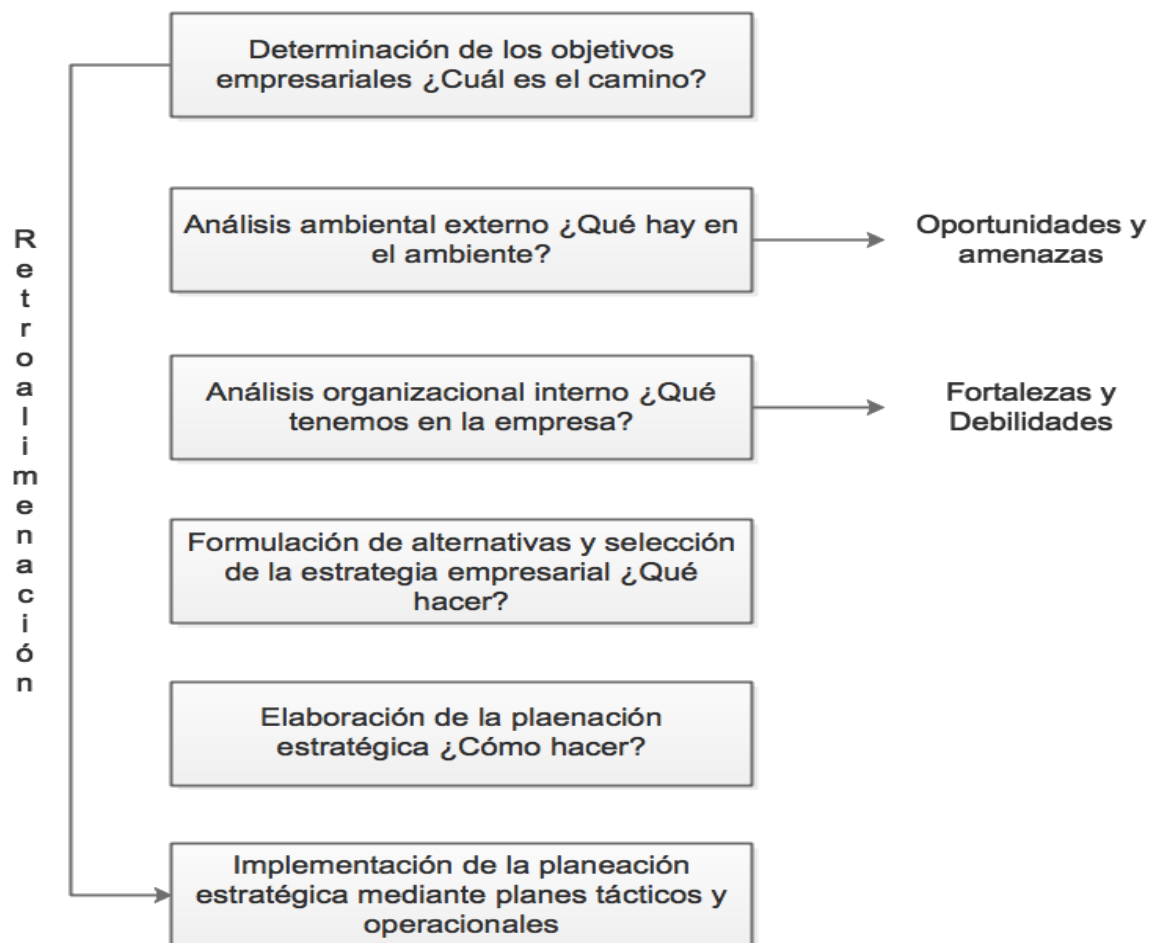 Determinación de los objetivos
empresariales ¿Cuál es el camino?
Análisis ambiental externo ¿Qué hay en
el ambiente?
Oportunidades y
amenazas
Análisis organizacional interno ¿Qué
tenemos en la empresa?
Fortalezas y
Debilidades
Formulación de alternativas y selección
de la estrategia empresarial ¿Qué
hacer?
Elaboración de la plaenación
estratégica ¿Cómo hacer?
Implementación de la planeación
estratégica mediante planes tácticos y
operacionales
Retroalimenación